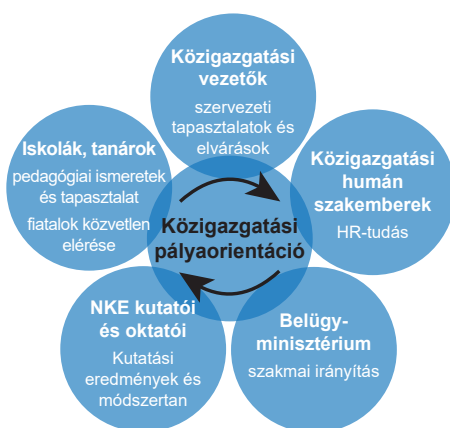 Közigazgatási
vezetők
szervezeti
tapasztalatok és
elvárások
Iskolák, tanárok
pedagógiai ismeretek
és tapasztalat
fiatalok közvetlen
elérése
Közigazgatási
humán
szakemberek
HR-tudás
Közigazgatási
pályaorientáció
NKE kutatói
és oktatói
Kutatási
eredmények és
módszertan
Belügy-
minisztérium
szakmai irányítás